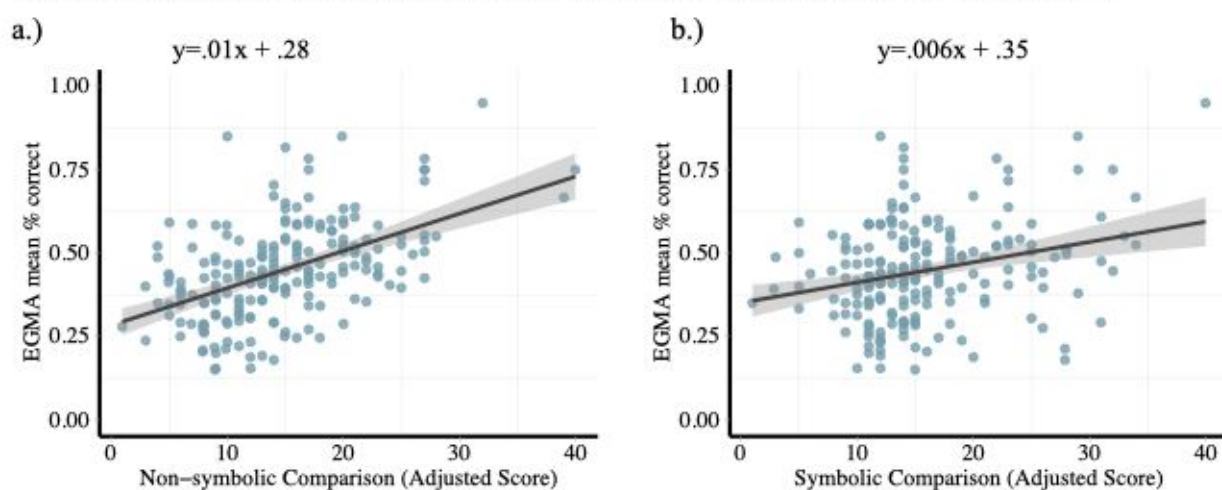 a.)
y=.01x + .28
1.00
0.75
0.50
0.25
0.00
EGMA mean % correct
0
10
20
30
40
Non−symbolic Comparison (Adjusted Score)
b.)
y=.006x + .35
1.00
0.75
0.50
0.25
0.00
EGMA mean % correct
0
10
20
30
40
Symbolic Comparison (Adjusted Score)